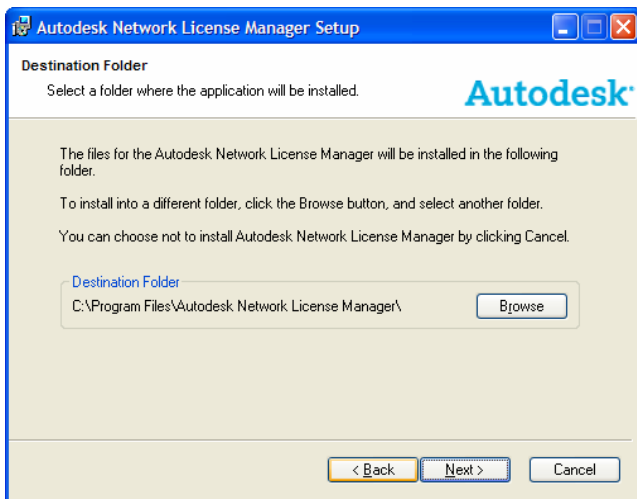 Autodesk Network License Manager Setup
Destination Folder
Select a folder where the application will be installed.
Autodesk
The files for the Autodesk Network License Manager will be installed in the following
folder.
To install into a different folder, click the Browse button, and select another folder.
You can choose not to install Autodesk Network License Manager by clicking Cancel.
Destination Folder
C:\Program Files\Autodesk Network License Manager\
Browse
< Back
Next >
Cancel